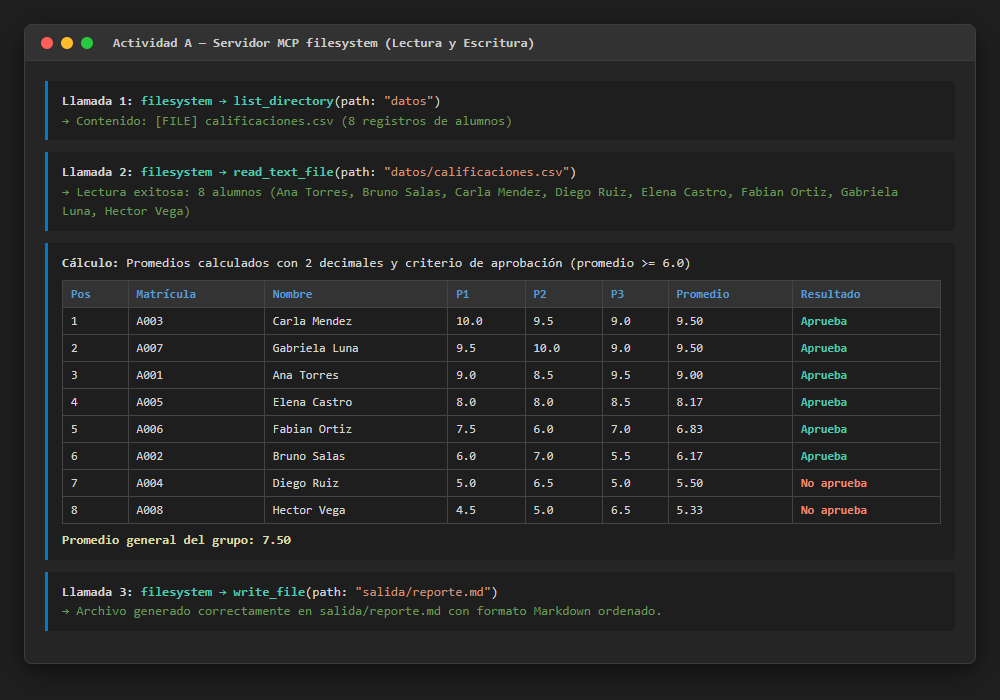 Actividad A — Servidor MCP filesystem (Lectura y Escritura)
Llamada 1: filesystem → list_directory(path: "datos")
→ Contenido: [FILE] calificaciones.csv (8 registros de alumnos)
Llamada 2: filesystem → read_text_file(path: "datos/calificaciones.csv")
→ Lectura exitosa: 8 alumnos (Ana Torres, Bruno Salas, Carla Mendez, Diego Ruiz, Elena Castro, Fabian Ortiz, Gabriela
Luna, Hector Vega)
Cálculo: Promedios calculados con 2 decimales y criterio de aprobación (promedio >= 6.0)
Pos Matrícula Nombre P1 P2 P3 Promedio Resultado
1 A003 Carla Mendez 10.0 9.5 9.0 9.50 Aprueba
2 A007 Gabriela Luna 9.5 10.0 9.0 9.50 Aprueba
3 A001 Ana Torres 9.0 8.5 9.5 9.00 Aprueba
4 A005 Elena Castro 8.0 8.0 8.5 8.17 Aprueba
5 A006 Fabian Ortiz 7.5 6.0 7.0 6.83 Aprueba
6 A002 Bruno Salas 6.0 7.0 5.5 6.17 Aprueba
7 A004 Diego Ruiz 5.0 6.5 5.0 5.50 No aprueba
8 A008 Hector Vega 4.5 5.0 6.5 5.33 No aprueba
Promedio general del grupo: 7.50
Llamada 3: filesystem → write_file(path: "salida/reporte.md")
→ Archivo generado correctamente en salida/reporte.md con formato Markdown ordenado.